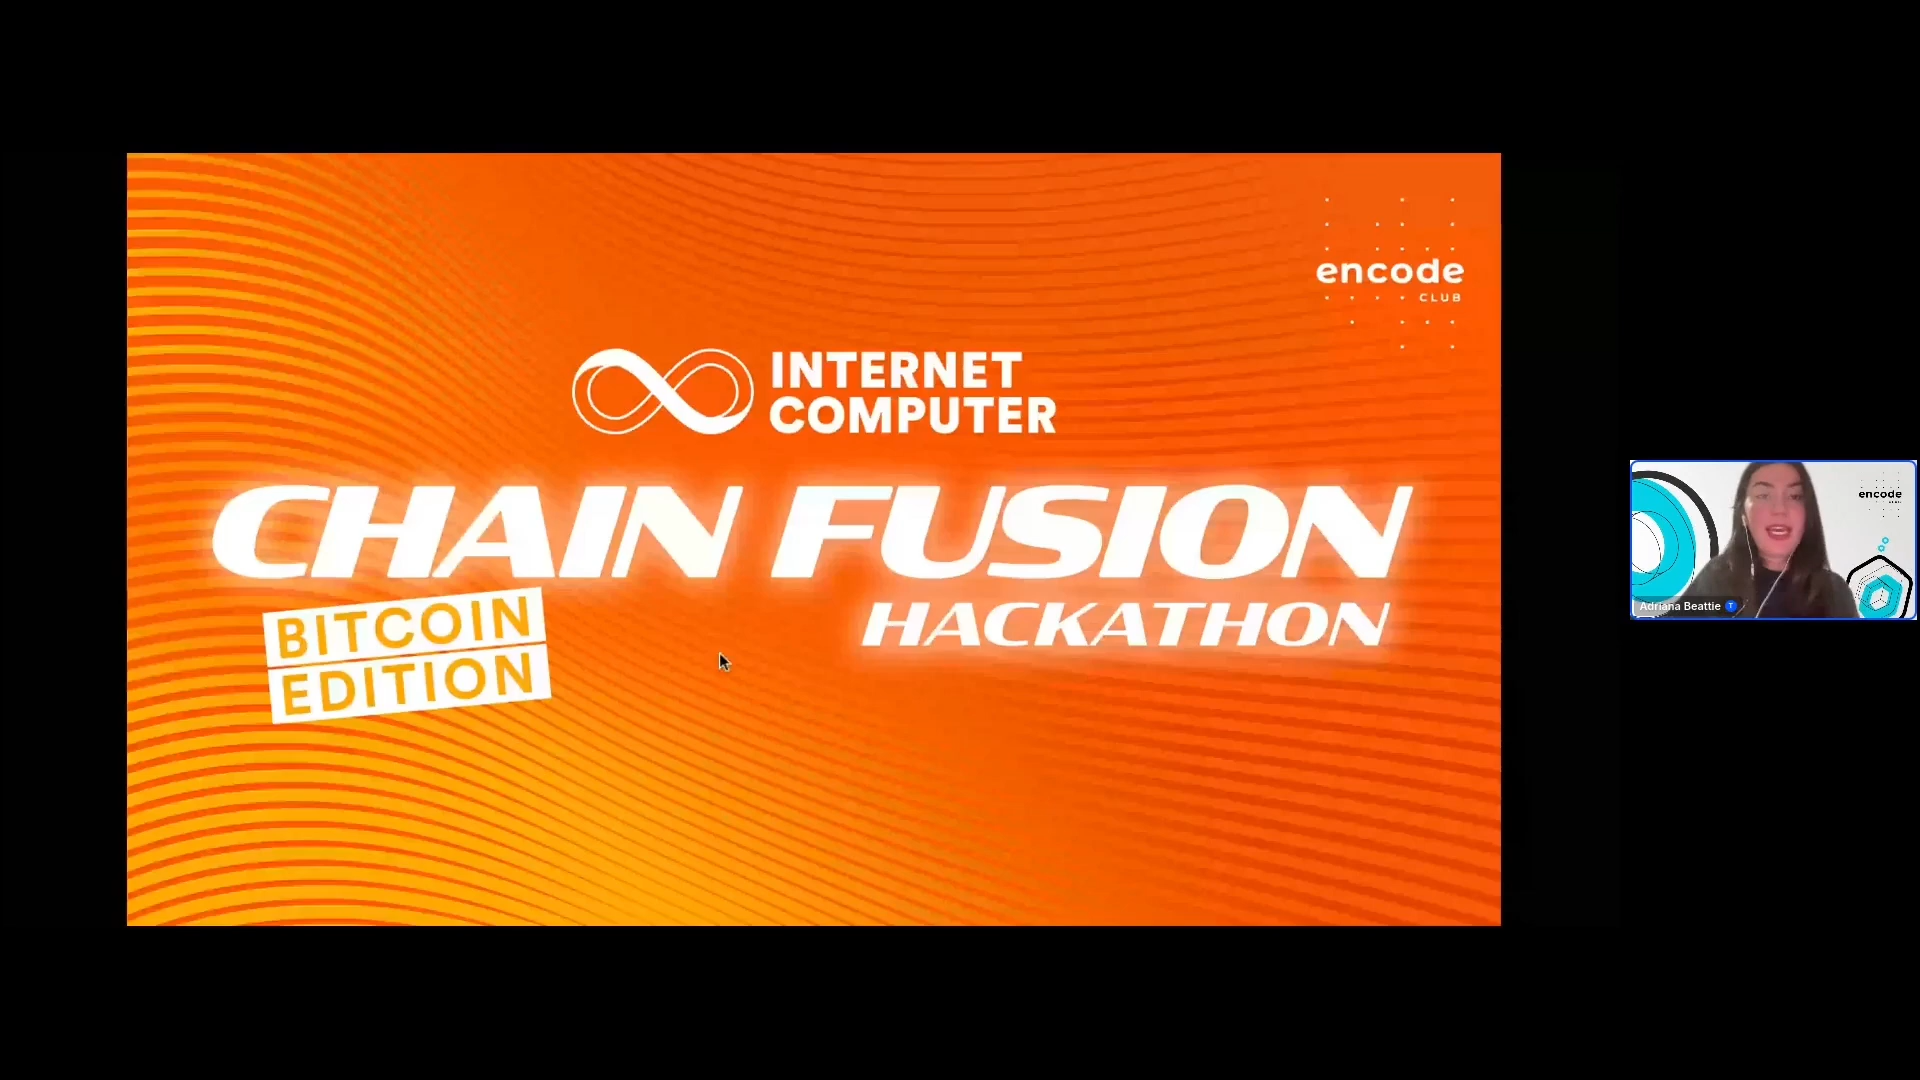 encode
CLUB
INTERNET
COMPUTER
CHAIN FUSION
HACKATHON
BITCOIN
EDITION
encode
Adriana Beattie